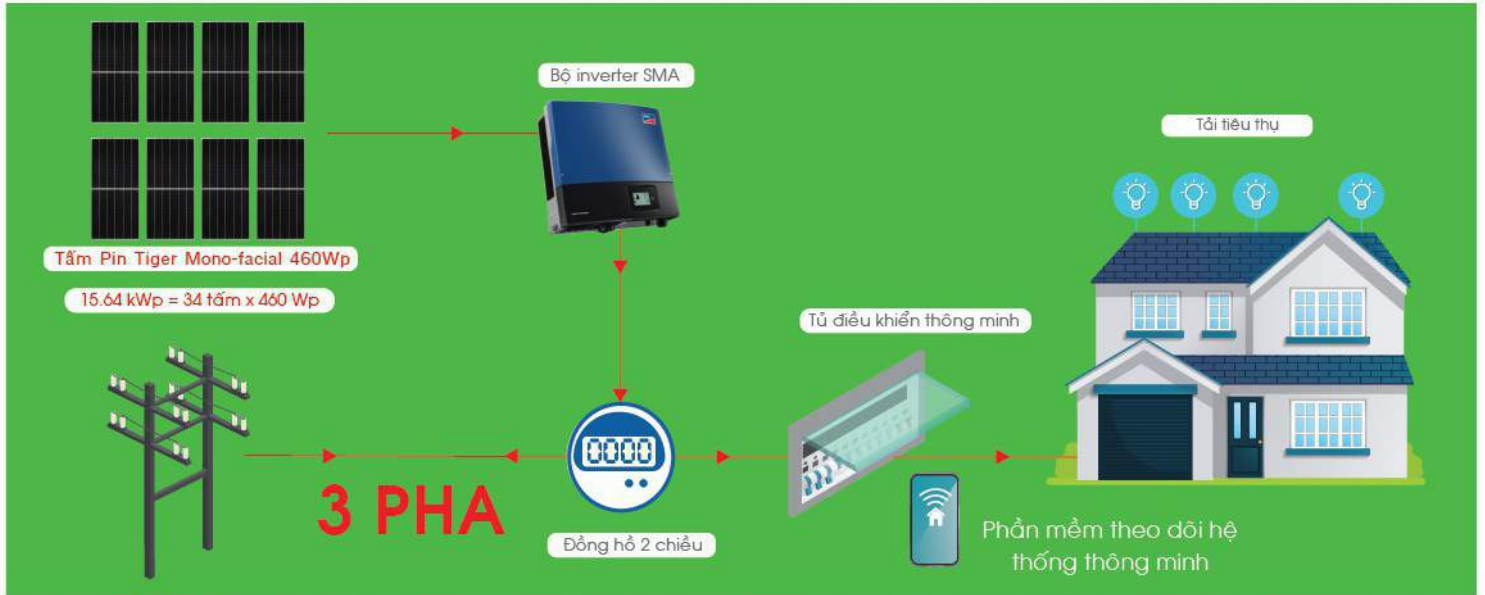 Bộ inverter SMA
Tải tiêu thụ
Tấm Pin Tiger Mono-facial 460Wp
15.64 kWp = 34 tấm x 460 Wp
Tủ điều khiển thông minh
0000
3 PHA
Đồng hồ 2 chiều
Phần mềm theo dõi hệ
thống thông minh